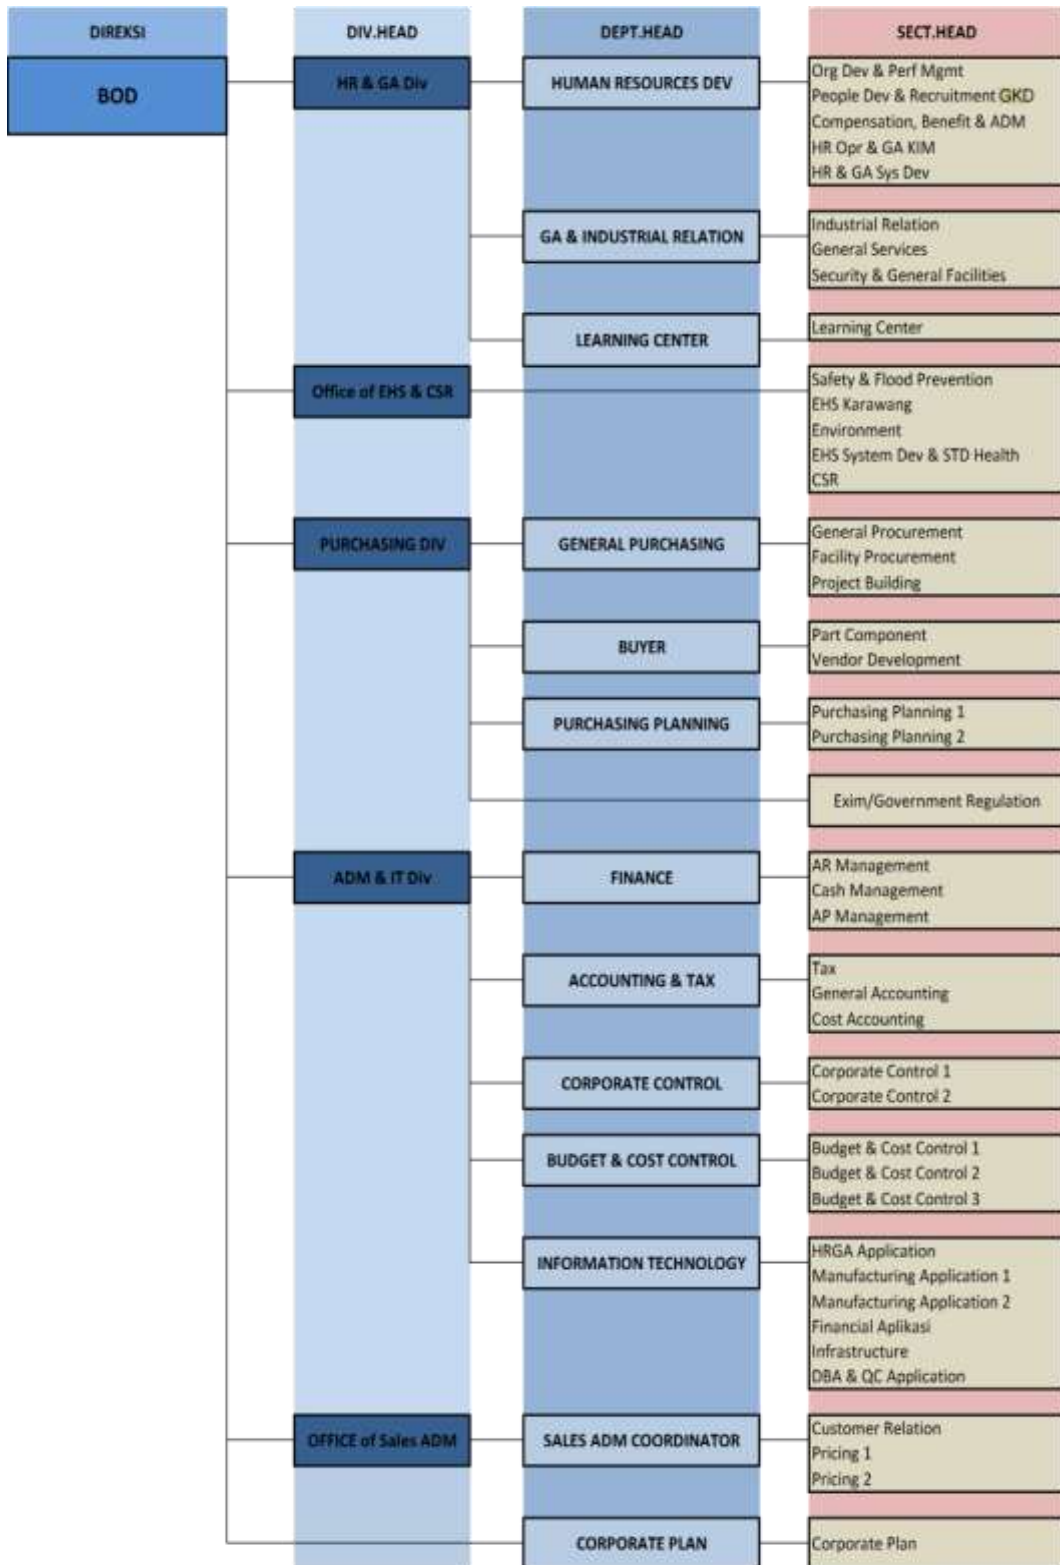 DIREKSI
DIV.HEAD
DEPT.HEAD
SECT.HEAD
BOD
HR & GA Div
HUMAN RESOURCES DEV
Org Dev & Perf Mgmt
People Dev & Recruitment GKD
Compensation, Benefit & ADM
HR Opr & GA KIM
HR & GA Sys Dev
GA & INDUSTRIAL RELATION
Industrial Relation
General Services
Security & General Facilities
LEARNING CENTER
Learning Center
Office of EHS & CSR
Safety & Flood Prevention
EHS Karawang
Environment
EHS System Dev & STD Health
CSR
PURCHASING DIV
GENERAL PURCHASING
General Procurement
Facility Procurement
Project Building
BUYER
Part Component
Vendor Development
PURCHASING PLANNING
Purchasing Planning 1
Purchasing Planning 2
Exim/Government Regulation
ADM & IT Div
FINANCE
AR Management
Cash Management
AP Management
ACCOUNTING & TAX
Tax
General Accounting
Cost Accounting
CORPORATE CONTROL
Corporate Control 1
Corporate Control 2
BUDGET & COST CONTROL
Budget & Cost Control 1
Budget & Cost Control 2
Budget & Cost Control 3
INFORMATION TECHNOLOGY
HRGA Application
Manufacturing Application 1
Manufacturing Application 2
Financial Aplikasi
Infrastructure
DBA & QC Application
OFFICE of Sales ADM
SALES ADM COORDINATOR
Customer Relation
Pricing 1
Pricing 2
CORPORATE PLAN
Corporate Plan